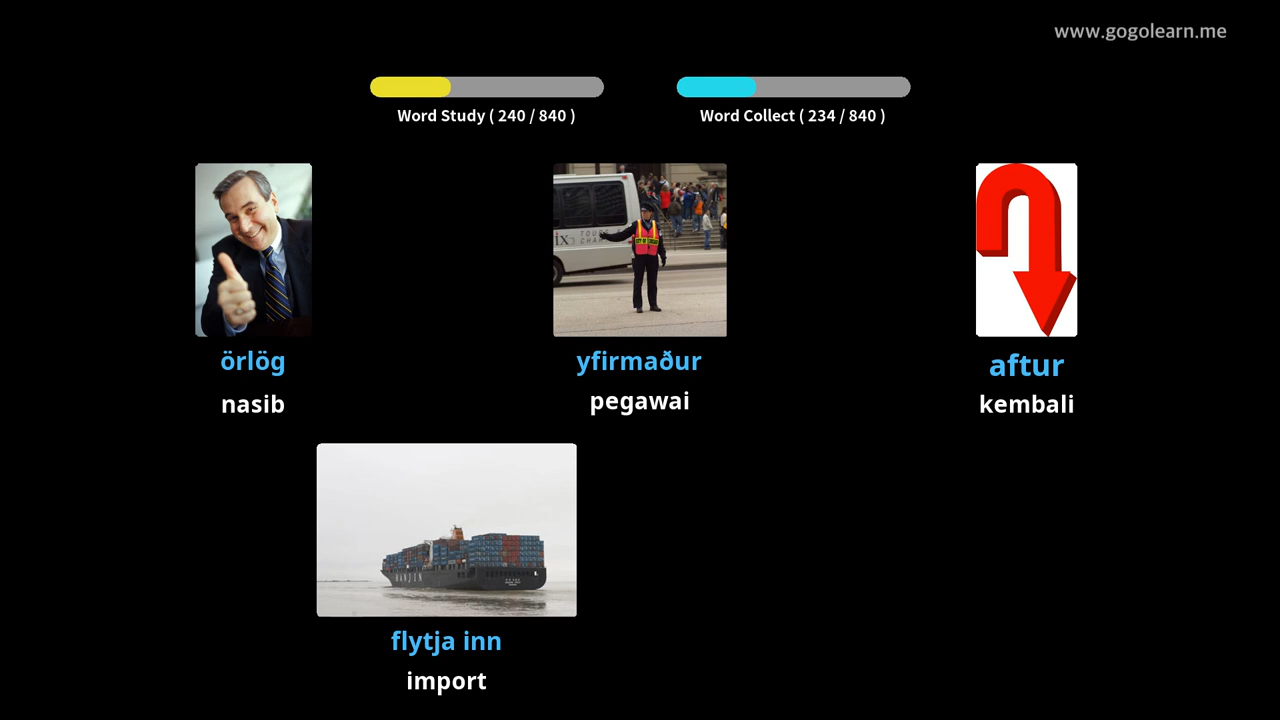 www.gogolearn.me
Word Study ( 240 / 840 )
Word Collect ( 234 / 840 )
örlög
yfirmaður
aftur
nasib
pegawai
kembali
HANJIN
flytja inn
import